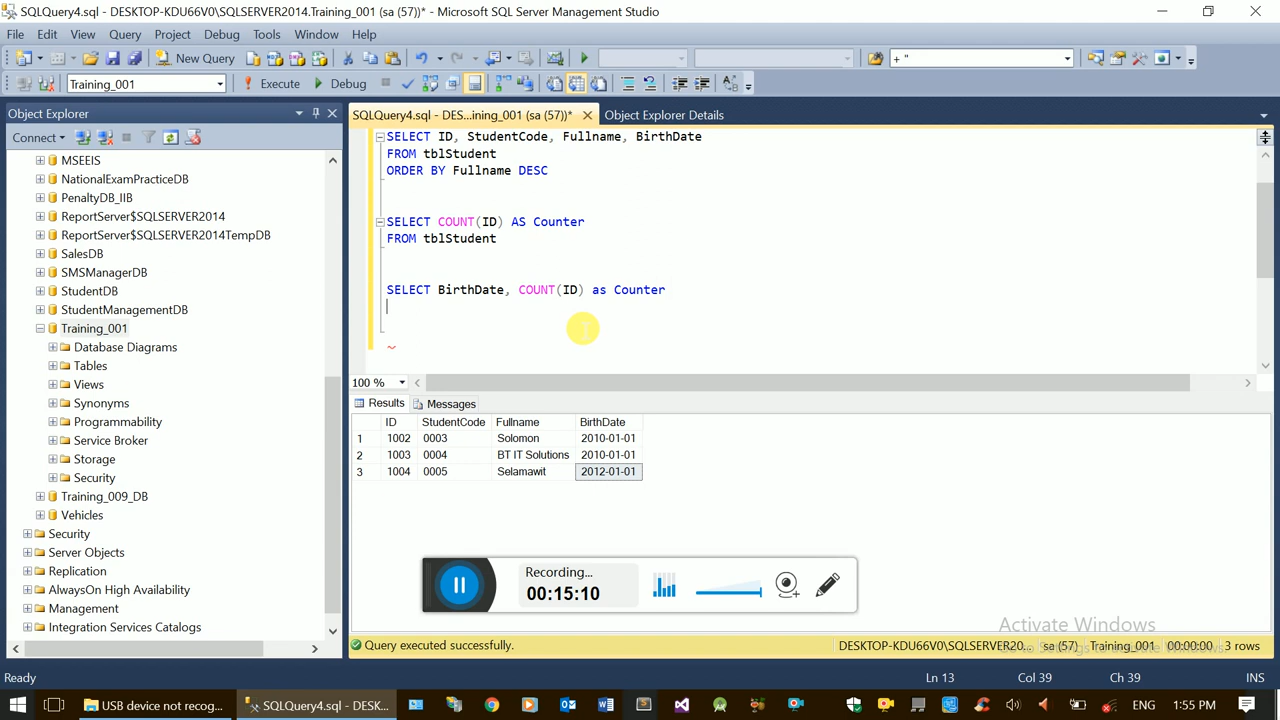 SQLQuery4.sql - DESKTOP-KDU66V0\SQLSERVER2014.Training_001 (sa (57))* - Microsoft SQL Server Management Studio
File Edit View Query Project Debug Tools Window Help
New Query + "
Training_001 Execute Debug
Object Explorer
SQLQuery4.sql - DES...ining_001 (sa (57))* Object Explorer Details
Connect
MSEEIS
NationalExamPracticeDB
PenaltyDB_IIB
ReportServer$SQLSERVER2014
ReportServer$SQLSERVER2014TempDB
SalesDB
SMSManagerDB
StudentDB
StudentManagementDB
Training_001
Database Diagrams
Tables
Views
Synonyms
Programmability
Service Broker
Storage
Security
Training_009_DB
Vehicles
Security
Server Objects
Replication
AlwaysOn High Availability
Management
Integration Services Catalogs
SELECT ID, StudentCode, Fullname, BirthDate
FROM tblStudent
ORDER BY Fullname DESC
SELECT COUNT(ID) AS Counter
FROM tblStudent
SELECT BirthDate, COUNT(ID) as Counter
100 %
Results Messages
ID StudentCode Fullname BirthDate
1 1002 0003 Solomon 2010-01-01
2 1003 0004 BT IT Solutions 2010-01-01
3 1004 0005 Selamawit 2012-01-01
Recording...
00:15:10
Activate Windows
Query executed successfully. DESKTOP-KDU66V0\SQLSERVER20... sa (57) Training_001 00:00:00 3 rows
Ready Ln 13 Col 39 Ch 39 INS
USB device not recog... SQLQuery4.sql - DESK... ENG 1:55 PM